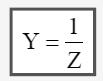 Y = 1/Z